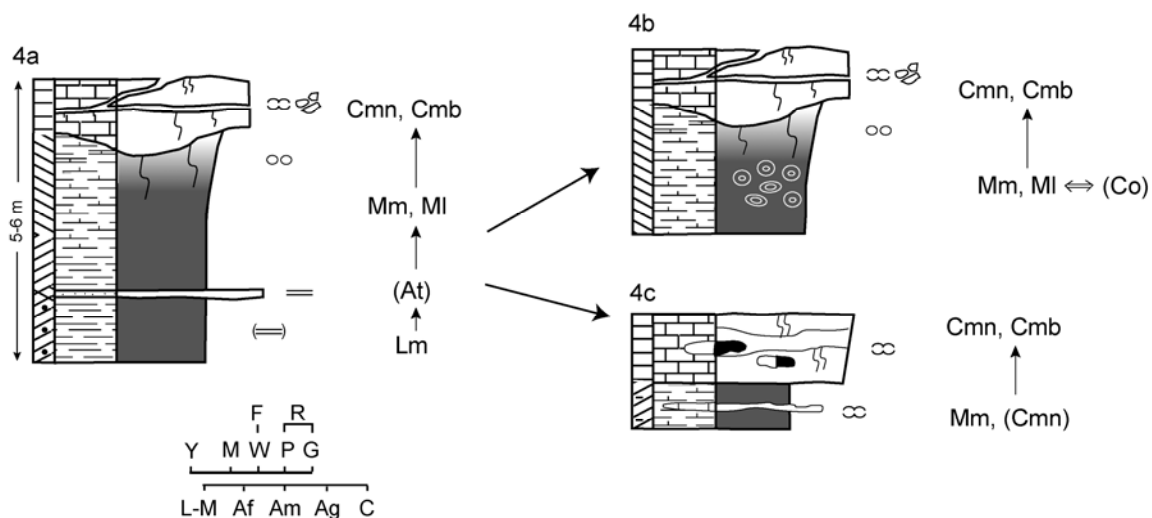 4a
5-6 m
Cmn, Cmb
Mm, Ml
(At)
Lm
4b
Cmn, Cmb
Mm, Ml ⇔ (Co)
4c
Cmn, Cmb
Mm, (Cmn)
F R
Y M W P G
L-M Af Am Ag C